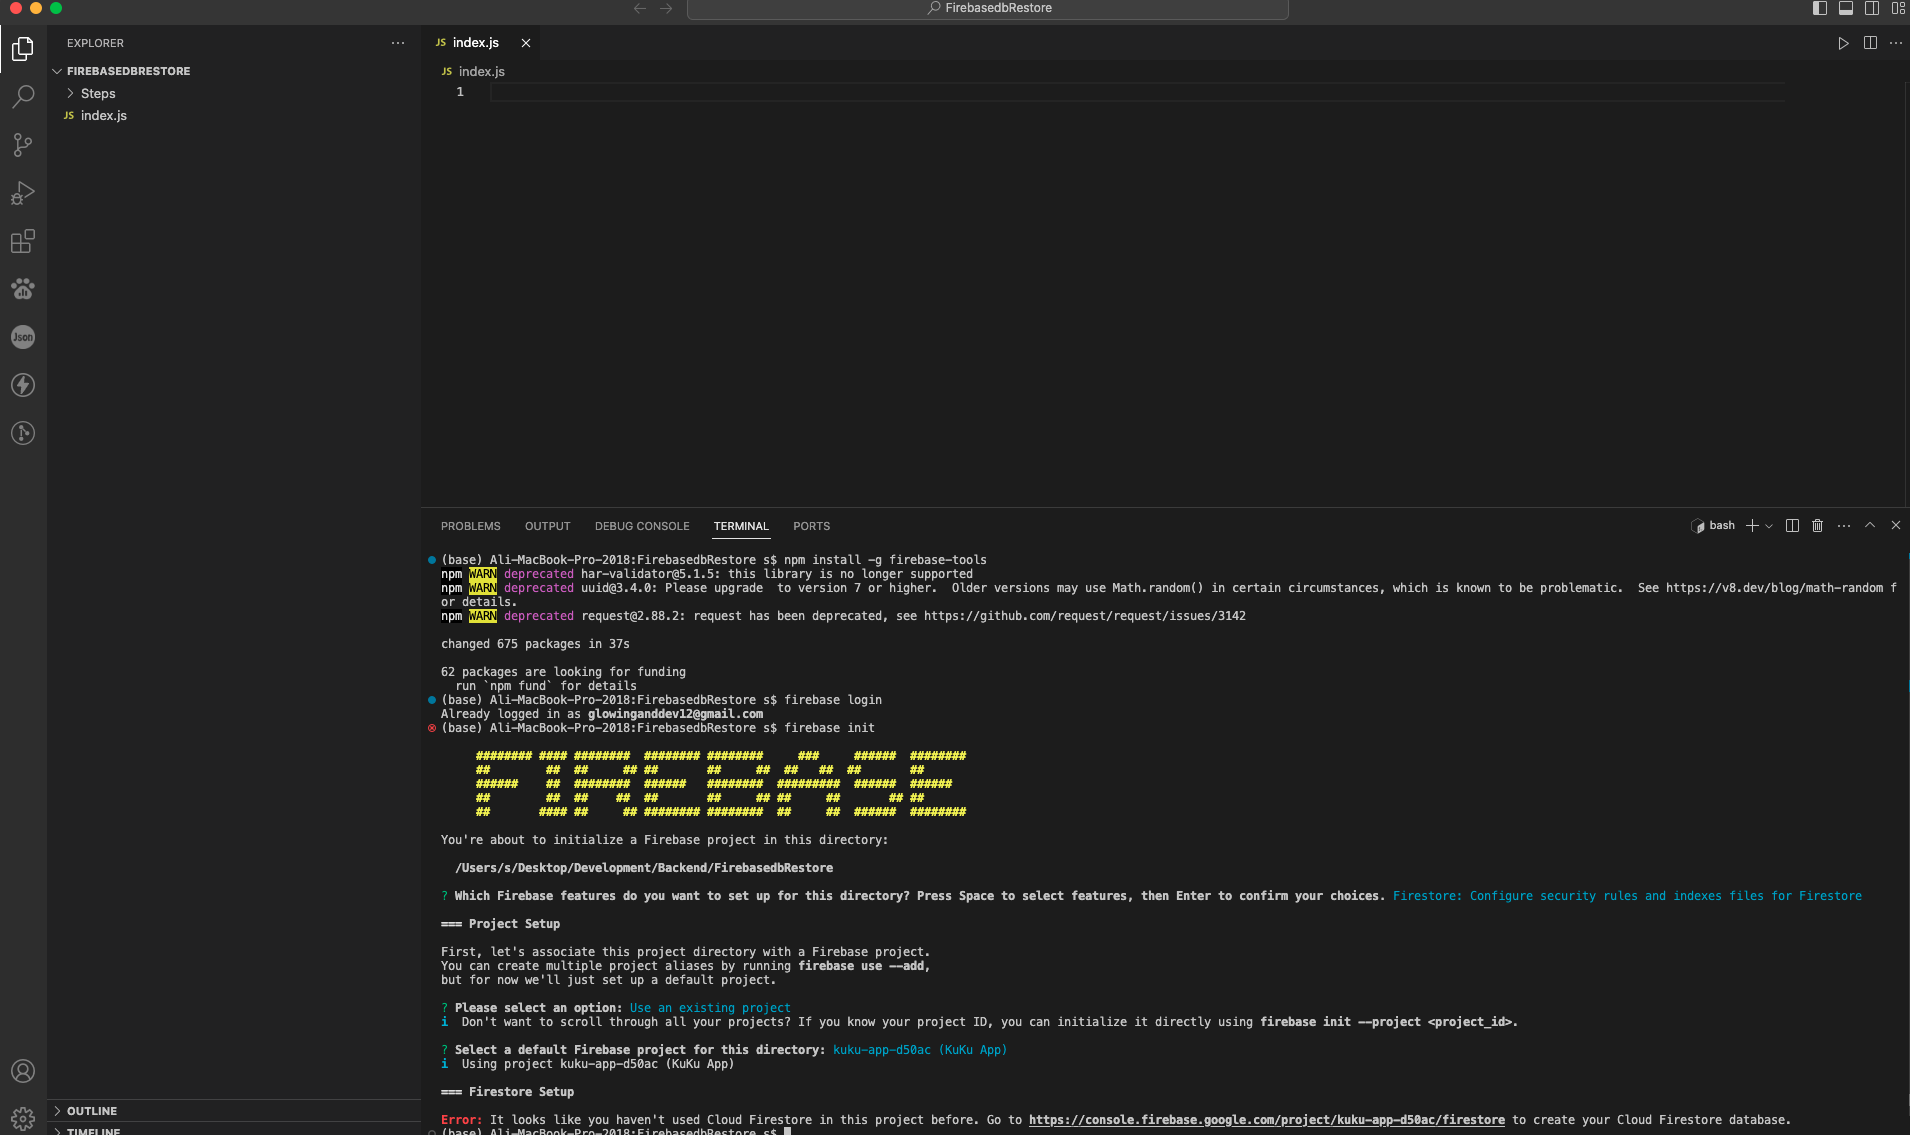 FirebasedbRestore
EXPLORER
FIREBASEDBRESTORE
Steps
JS index.js
JS index.js
JS index.js
1
Json
PROBLEMS OUTPUT DEBUG CONSOLE TERMINAL PORTS
bash
(base) Ali-MacBook-Pro-2018:FirebasedbRestore s$ npm install -g firebase-tools
npm WARN deprecated har-validator@5.1.5: this library is no longer supported
npm WARN deprecated uuid@3.4.0: Please upgrade  to version 7 or higher.  Older versions may use Math.random() in certain circumstances, which is known to be problematic.  See https://v8.dev/blog/math-random f
or details.
npm WARN deprecated request@2.88.2: request has been deprecated, see https://github.com/request/request/issues/3142
changed 675 packages in 37s
62 packages are looking for funding
run `npm fund` for details
(base) Ali-MacBook-Pro-2018:FirebasedbRestore s$ firebase login
Already logged in as glowinganddev12@gmail.com
(base) Ali-MacBook-Pro-2018:FirebasedbRestore s$ firebase init
FIREBASE
You're about to initialize a Firebase project in this directory:
/Users/s/Desktop/Development/Backend/FirebasedbRestore
? Which Firebase features do you want to set up for this directory? Press Space to select features, then Enter to confirm your choices. Firestore: Configure security rules and indexes files for Firestore
=== Project Setup
First, let's associate this project directory with a Firebase project.
You can create multiple project aliases by running firebase use --add,
but for now we'll just set up a default project.
? Please select an option: Use an existing project
i  Don't want to scroll through all your projects? If you know your project ID, you can initialize it directly using firebase init --project <project_id>.
? Select a default Firebase project for this directory: kuku-app-d50ac (KuKu App)
i  Using project kuku-app-d50ac (KuKu App)
=== Firestore Setup
Error: It looks like you haven't used Cloud Firestore in this project before. Go to https://console.firebase.google.com/project/kuku-app-d50ac/firestore to create your Cloud Firestore database.
(base) Ali-MacBook-Pro-2018:FirebasedbRestore s$
OUTLINE
TIMELINE